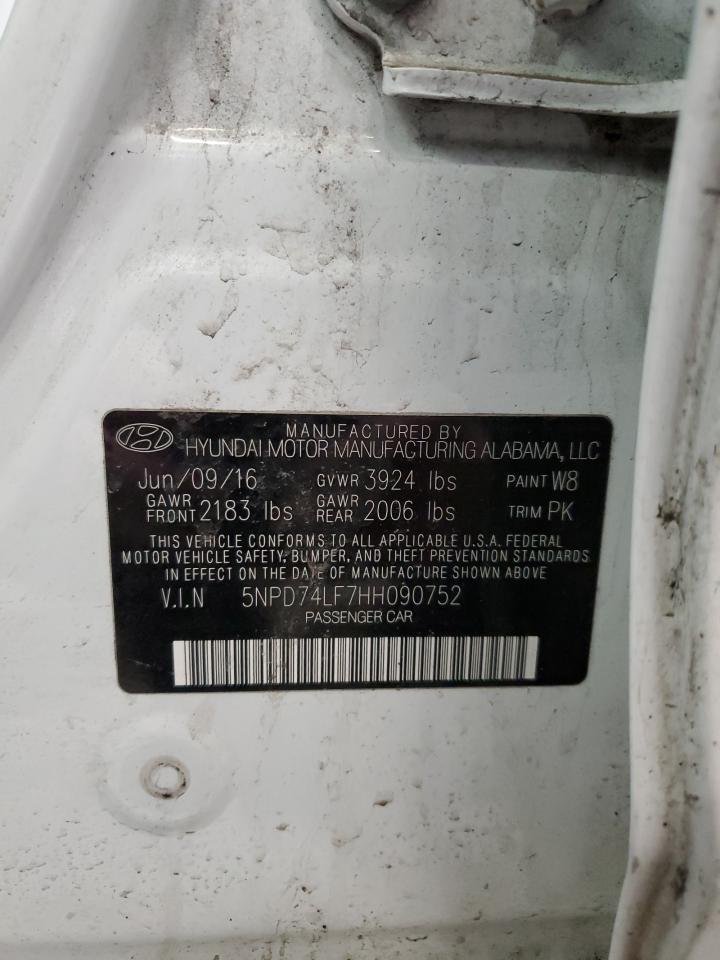 MANUFACTURED BY
HYUNDAI MOTOR MANUFACTURING ALABAMA, LLC
Jun/09/16 GVWR 3924 lbs PAINT W8
GAWR FRONT 2183 lbs GAWR REAR 2006 lbs TRIM PK
THIS VEHICLE CONFORMS TO ALL APPLICABLE U.S.A. FEDERAL
MOTOR VEHICLE SAFETY, BUMPER, AND THEFT PREVENTION STANDARDS
IN EFFECT ON THE DATE OF MANUFACTURE SHOWN ABOVE.
V.I.N 5NPD74LF7HH090752
PASSENGER CAR